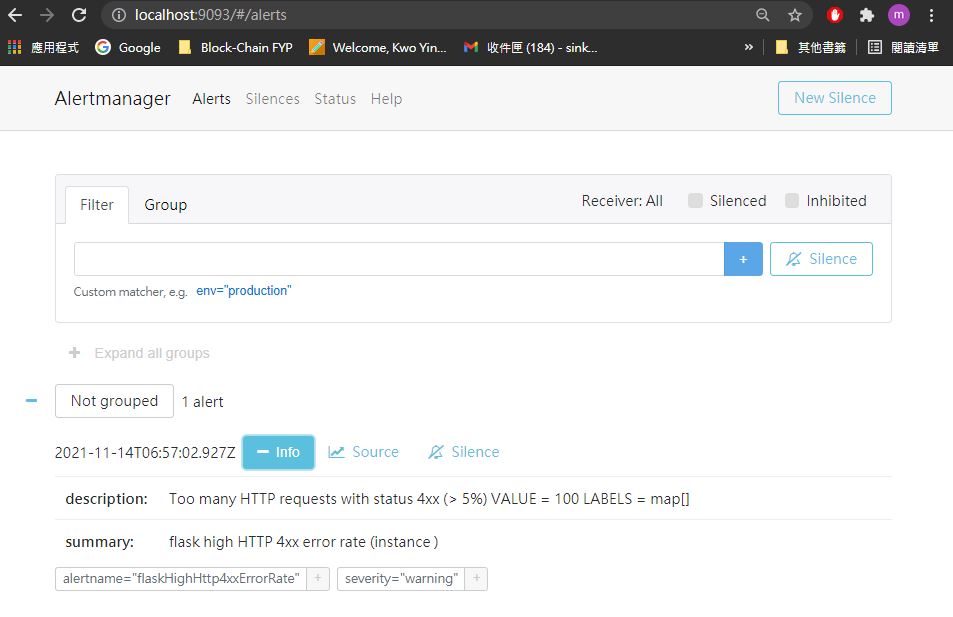 localhost:9093/#/alerts
m
應用程式 Google Block-Chain FYP Welcome, Kwo Yin... 收件匣 (184) - sink... » 其他書籤 閱讀清單
Alertmanager Alerts Silences Status Help New Silence
Filter Group Receiver: All Silenced Inhibited
+ Silence
Custom matcher, e.g. env="production"
+ Expand all groups
− Not grouped 1 alert
2021-11-14T06:57:02.927Z − Info Source Silence
description: Too many HTTP requests with status 4xx (> 5%) VALUE = 100 LABELS = map[]
summary: flask high HTTP 4xx error rate (instance )
alertname="flaskHighHttp4xxErrorRate" + severity="warning" +